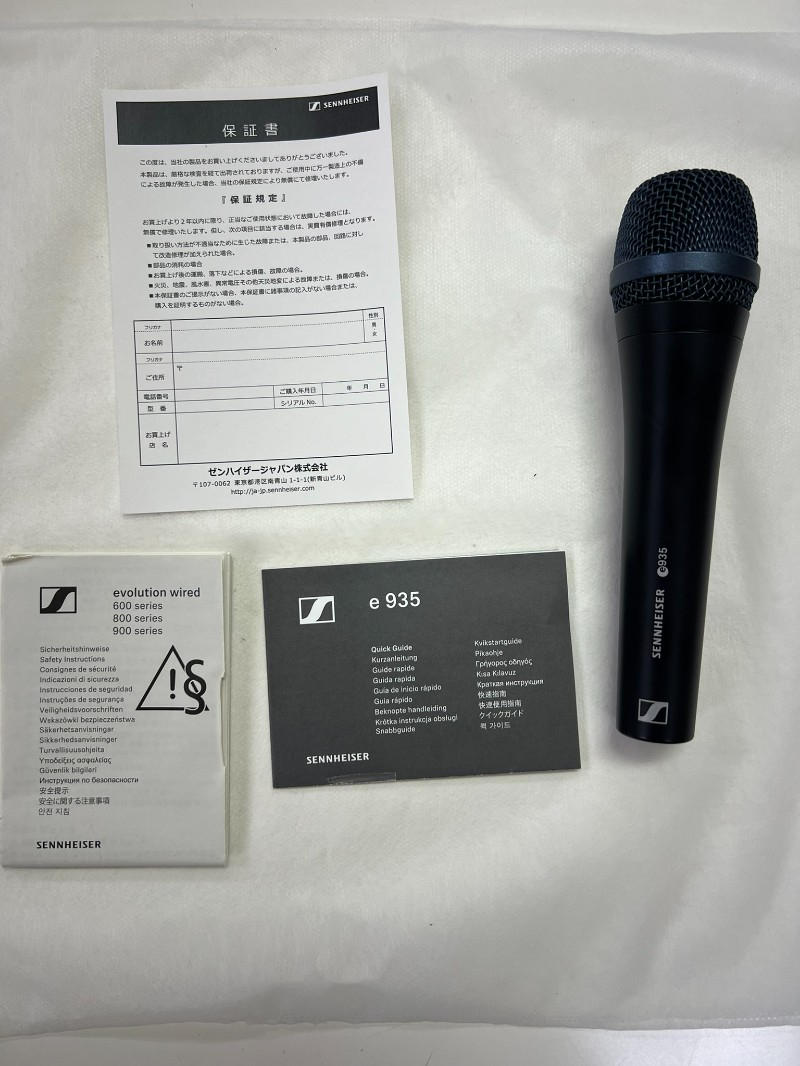 SENNHEISER
保証書
この度は、当社の製品をお買い上げくださいましてありがとうございました。
本製品は、厳格な検査を経て出荷されておりますが、ご使用中に万一製造上の不備
による故障が発生した場合、当社の保証規定により無償にて修理いたします。
『保証規定』
お買上げより2年以内に限り、正当なご使用状態において故障した場合には、
無償で修理いたします。但し、次の項目に該当する場合は、実費有償修理となります。
■取り扱い方法が不適当なために生じた故障または、本製品の部品、回路に対し
て改造修理が加えられた場合。
■部品の消耗の場合
■お買上げ後の運搬、落下などによる損傷、故障の場合。
■火災、地震、風水害、異常電圧その他天災地変による故障または、損傷の場合。
■本保証書のご提示がない場合、本保証書に諸事項の記入がない場合または、
購入を証明するものがない場合。
フリガナ
性別
お名前
男・女
フリガナ
ご住所
〒
電話番号
ご購入年月日
年 月 日
型番
シリアルNo.
お買上げ
店名
ゼンハイザージャパン株式会社
〒107-0062 東京都港区南青山 1-1-1(新青山ビル)
http://ja-jp.sennheiser.com
evolution wired
600 series
800 series
900 series
Sicherheitshinweise
Safety Instructions
Consignes de sécurité
Indicazioni di sicurezza
Instrucciones de seguridad
Instruções de segurança
Veiligheidsvoorschriften
Wskazówki bezpieczeństwa
Säkerhetsanvisningar
Sikkerhedsanvisninger
Turvallisuusohjeita
Υποδείξεις ασφαλείας
Güvenlik bilgileri
Инструкция по безопасности
安全提示
安全に関する注意事項
안전 지침
!§
SENNHEISER
e 935
Quick Guide
Kurzanleitung
Guide rapide
Guida rapida
Guía de inicio rápido
Guia rápido
Beknopte handleiding
Krótka instrukcja obsługi
Snabbguide
Kvikstartguide
Pikaohje
Γρήγορος οδηγός
Kısa Kılavuz
Краткая инструкция
快速指南
快速使用指南
クイックガイド
퀵 가이드
SENNHEISER
SENNHEISER e935